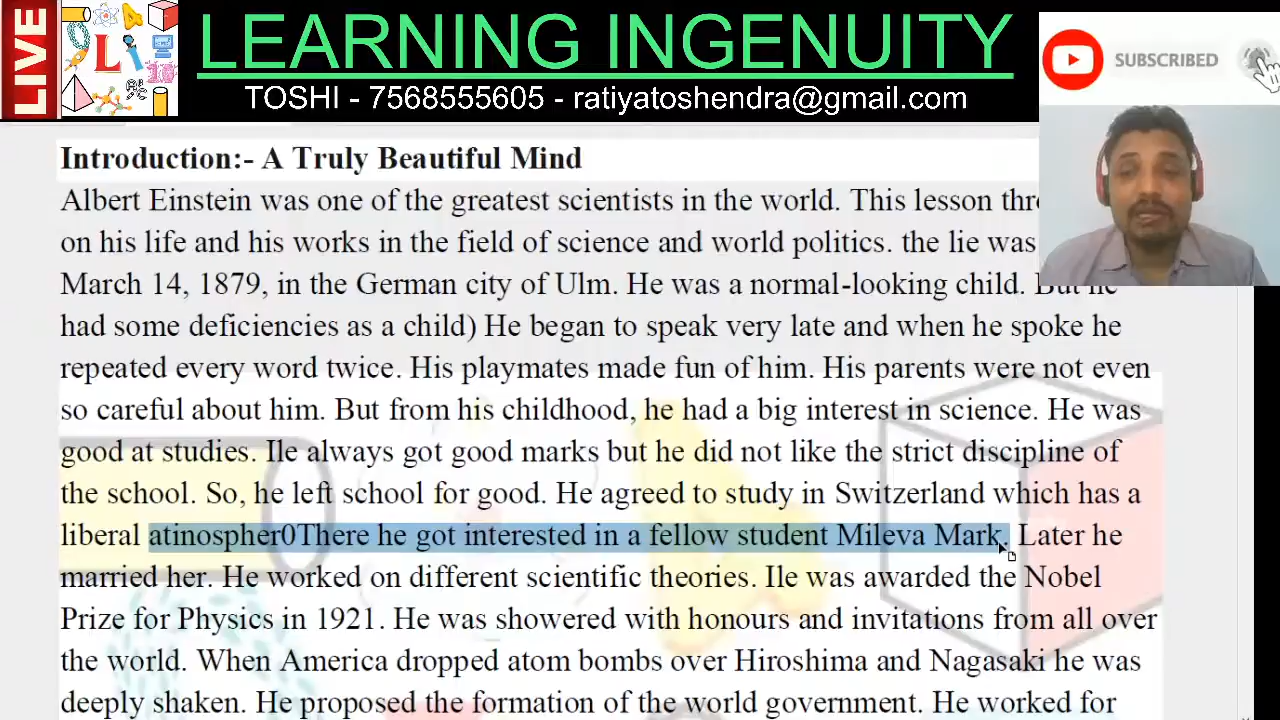 LIVE
LEARNING INGENUITY
TOSHI - 7568555605 - ratiyatoshendra@gmail.com
SUBSCRIBED
Introduction:- A Truly Beautiful Mind
Albert Einstein was one of the greatest scientists in the world. This lesson
on his life and his works in the field of science and world politics. the lie was
March 14, 1879, in the German city of Ulm. He was a normal-looking child. But he
had some deficiencies as a child) He began to speak very late and when he spoke he
repeated every word twice. His playmates made fun of him. His parents were not even
so careful about him. But from his childhood, he had a big interest in science. He was
good at studies. Ile always got good marks but he did not like the strict discipline of
the school. So, he left school for good. He agreed to study in Switzerland which has a
liberal atinospher0There he got interested in a fellow student Mileva Mark. Later he
married her. He worked on different scientific theories. Ile was awarded the Nobel
Prize for Physics in 1921. He was showered with honours and invitations from all over
the world. When America dropped atom bombs over Hiroshima and Nagasaki he was
deeply shaken. He proposed the formation of the world government. He worked for